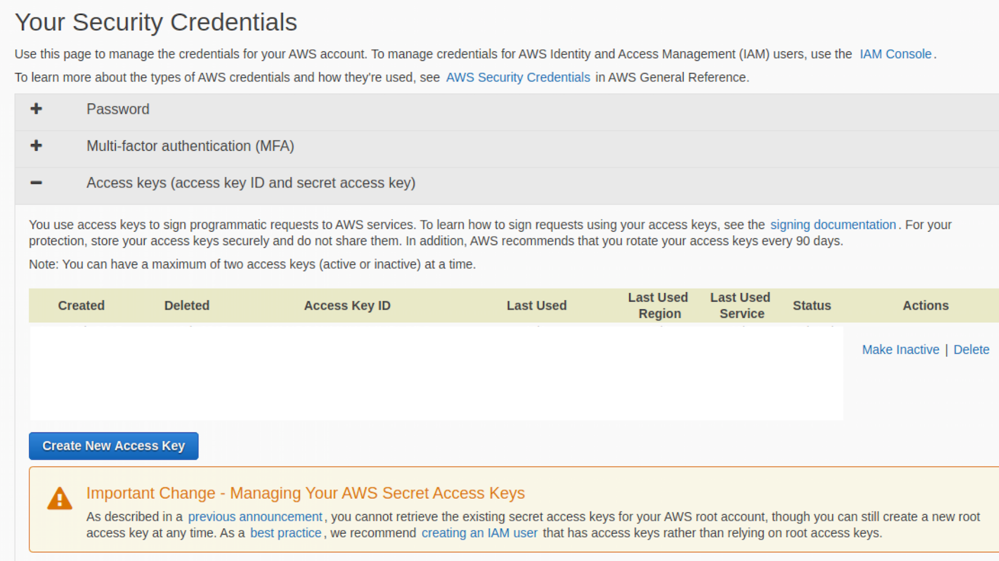 Your Security Credentials
Use this page to manage the credentials for your AWS account. To manage credentials for AWS Identity and Access Management (IAM) users, use the IAM Console.
To learn more about the types of AWS credentials and how they're used, see AWS Security Credentials in AWS General Reference.
Password
Multi-factor authentication (MFA)
Access keys (access key ID and secret access key)
You use access keys to sign programmatic requests to AWS services. To learn how to sign requests using your access keys, see the signing documentation. For your
protection, store your access keys securely and do not share them. In addition, AWS recommends that you rotate your access keys every 90 days.
Note: You can have a maximum of two access keys (active or inactive) at a time.
Created Deleted Access Key ID Last Used Last Used Region Last Used Service Status Actions
Make Inactive | Delete
Create New Access Key
Important Change - Managing Your AWS Secret Access Keys
As described in a previous announcement, you cannot retrieve the existing secret access keys for your AWS root account, though you can still create a new root
access key at any time. As a best practice, we recommend creating an IAM user that has access keys rather than relying on root access keys.